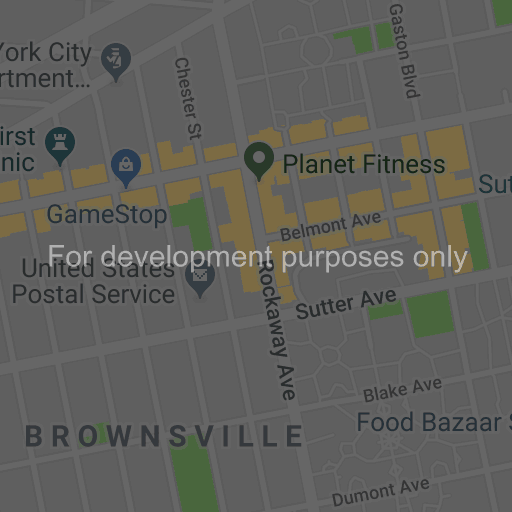 York City
rtment...
Chester St
Gaston Blvd
irst
nic
Planet Fitness
Sut
GameStop
Belmont Ave
For development purposes only
United States
Postal Service
Rockaway Ave
Sutter Ave
Blake Ave
Food Bazaar S
BROWNSVILLE
Dumont Ave